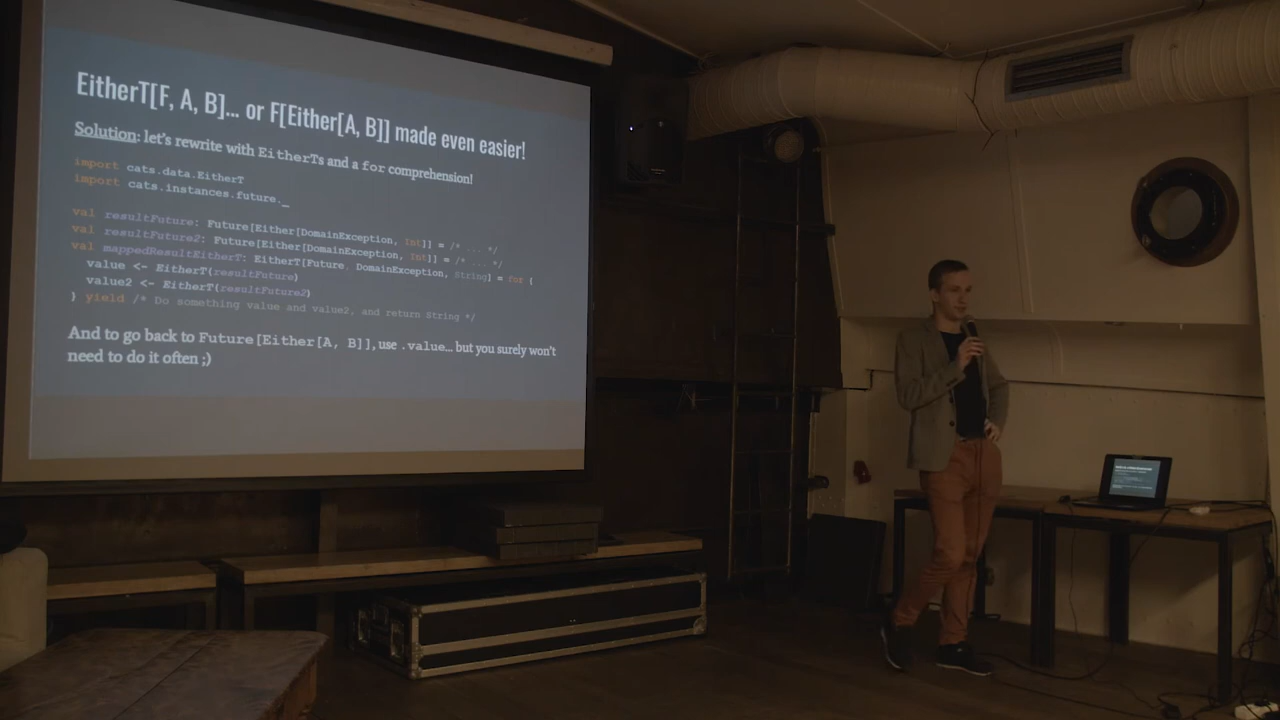 EitherT[F, A, B]... or F[Either[A, B]] made even easier!
Solution: let's rewrite with EitherTs and a for comprehension!
import cats.data.EitherT
import cats.instances.future._
val resultFuture: Future[Either[DomainException, Int]] = /* ... */
val resultFuture2: Future[Either[DomainException, Int]] = /* ... */
val mappedResultEitherT: EitherT[Future, DomainException, String] = for {
value <- EitherT(resultFuture)
value2 <- EitherT(resultFuture2)
} yield /* Do something value and value2, and return String */
And to go back to Future[Either[A, B]], use .value... but you surely won't
need to do it often ;)